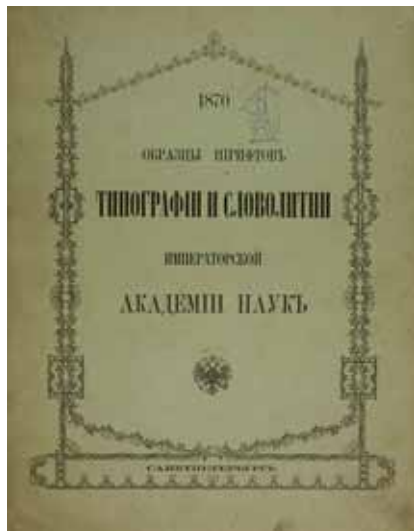 1870
ОБРАЗЦЫ ШРИФТОВЪ
ТИПОГРАФІИ И СЛОВОЛИТНИ
ИМПЕРАТОРСКОЙ
АКАДЕМІИ НАУКЪ
САНКТПЕТЕРБУРГЪ